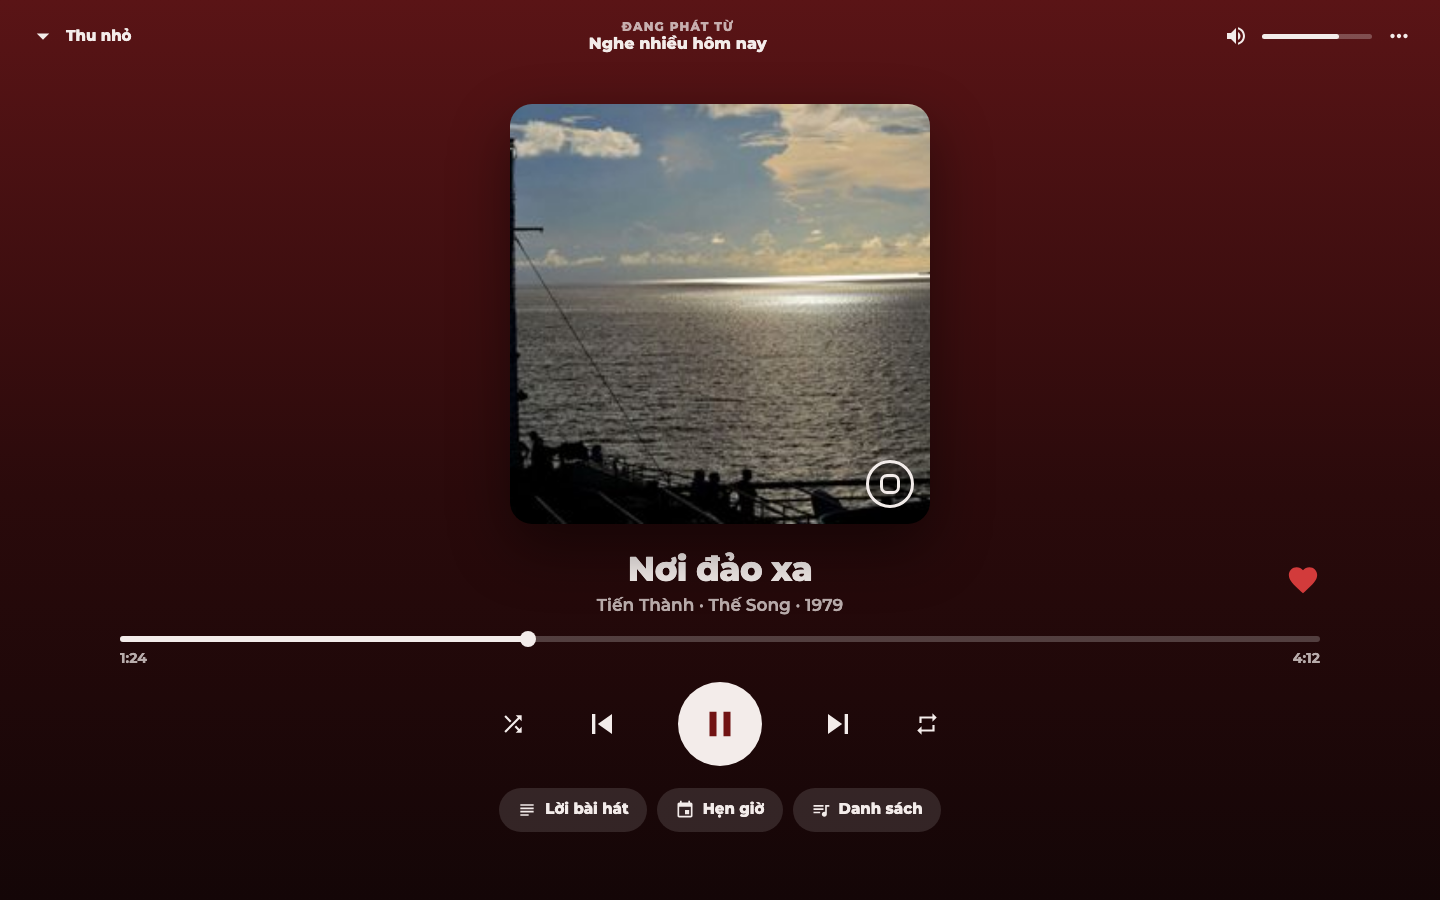 Thu nhỏ
ĐANG PHÁT TỪ
Nghe nhiều hôm nay
Nơi đảo xa
Tiến Thành • Thế Song • 1979
1:24
4:12
Lời bài hát
Hẹn giờ
Danh sách